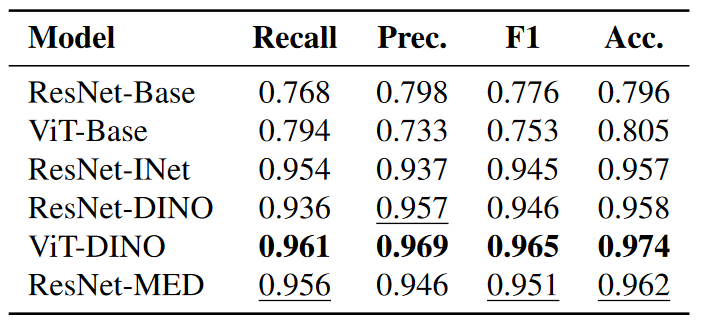 Model Recall Prec. F1 Acc.
ResNet-Base 0.768 0.798 0.776 0.796
ViT-Base 0.794 0.733 0.753 0.805
ResNet-INet 0.954 0.937 0.945 0.957
ResNet-DINO 0.936 0.957 0.946 0.958
ViT-DINO 0.961 0.969 0.965 0.974
ResNet-MED 0.956 0.946 0.951 0.962